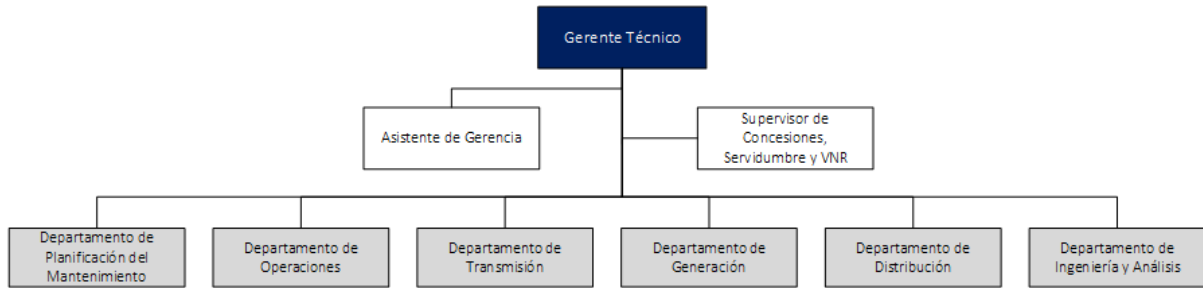 Gerente Técnico
Asistente de Gerencia
Supervisor de
Concesiones,
Servidumbre y VNR
Departamento de
Planificación del
Mantenimiento
Departamento de
Operaciones
Departamento de
Transmisión
Departamento de
Generación
Departamento de
Distribución
Departamento de
Ingeniería y Análisis